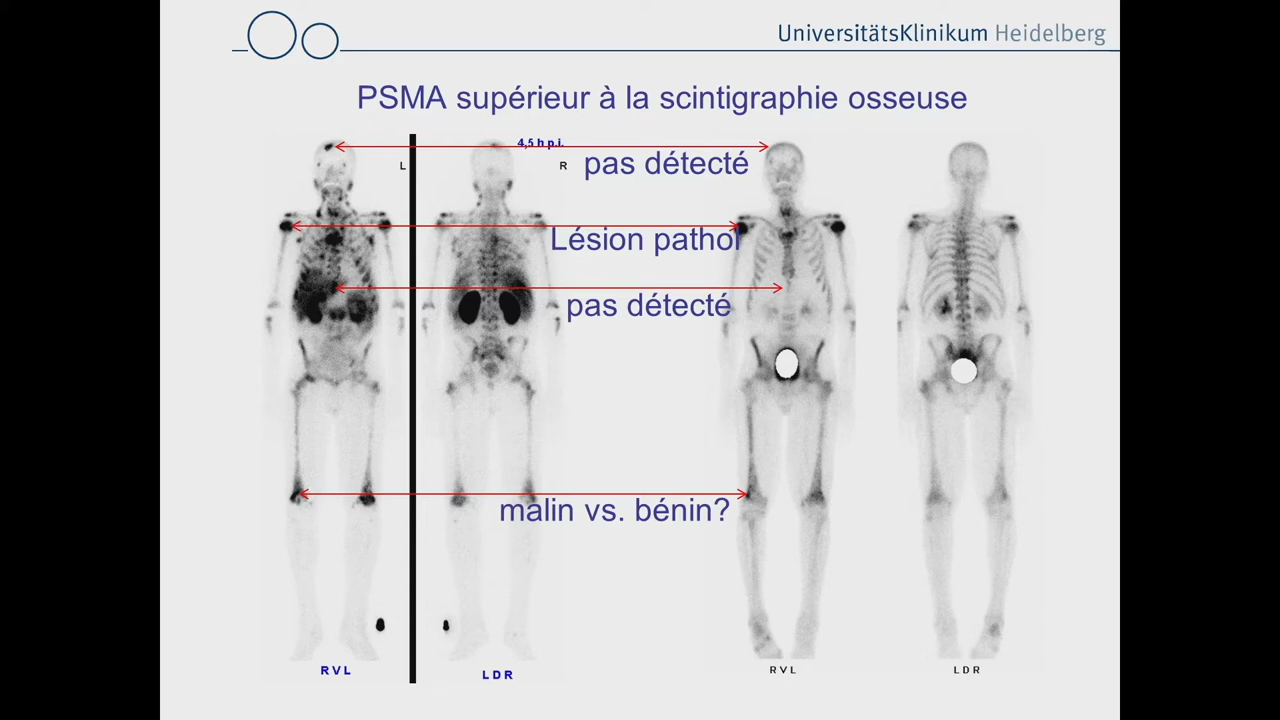 UniversitätsKlinikum Heidelberg
PSMA supérieur à la scintigraphie osseuse
4,5 h p.i.
L
R
pas détecté
Lésion pathol
pas détecté
malin vs. bénin?
RVL
LDR
RVL
LDR